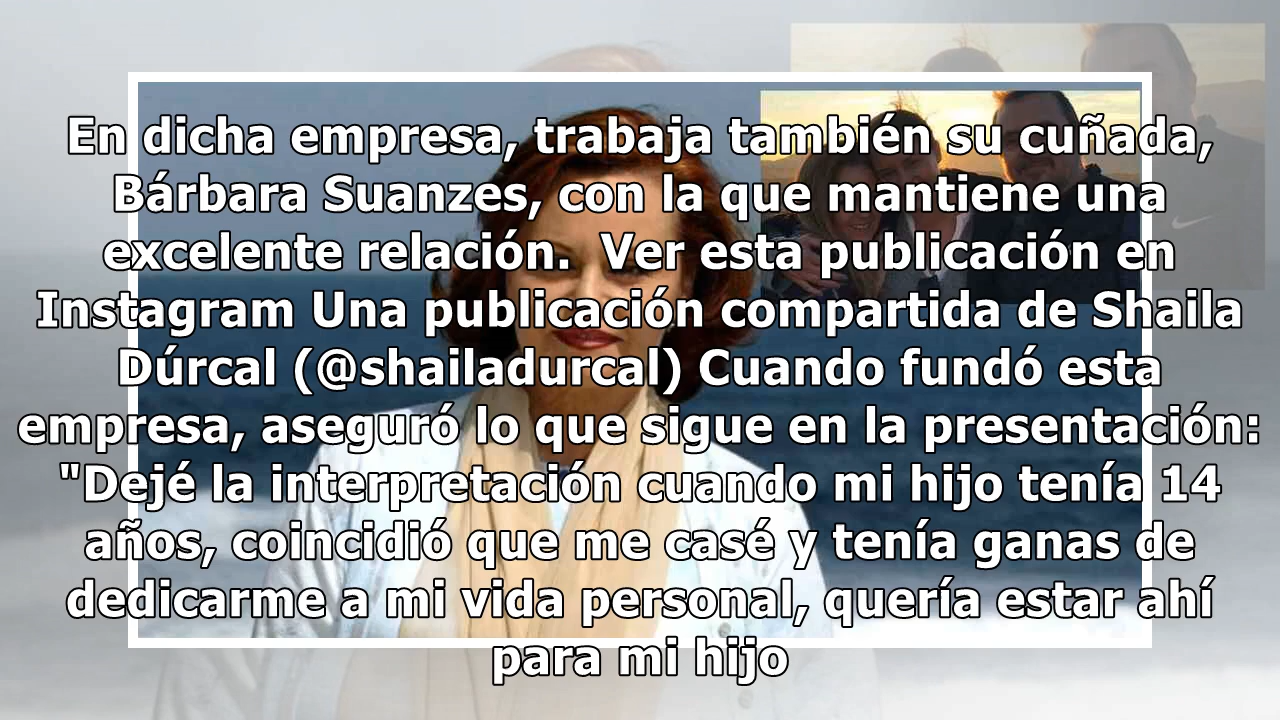 En dicha empresa, trabaja también su cuñada,
Bárbara Suanzes, con la que mantiene una
excelente relación.  Ver esta publicación en
Instagram Una publicación compartida de Shaila
Dúrcal (@shailadurcal) Cuando fundó esta
empresa, aseguró lo que sigue en la presentación:
"Dejé la interpretación cuando mi hijo tenía 14
años, coincidió que me casé y tenía ganas de
dedicarme a mi vida personal, quería estar ahí
para mi hijo